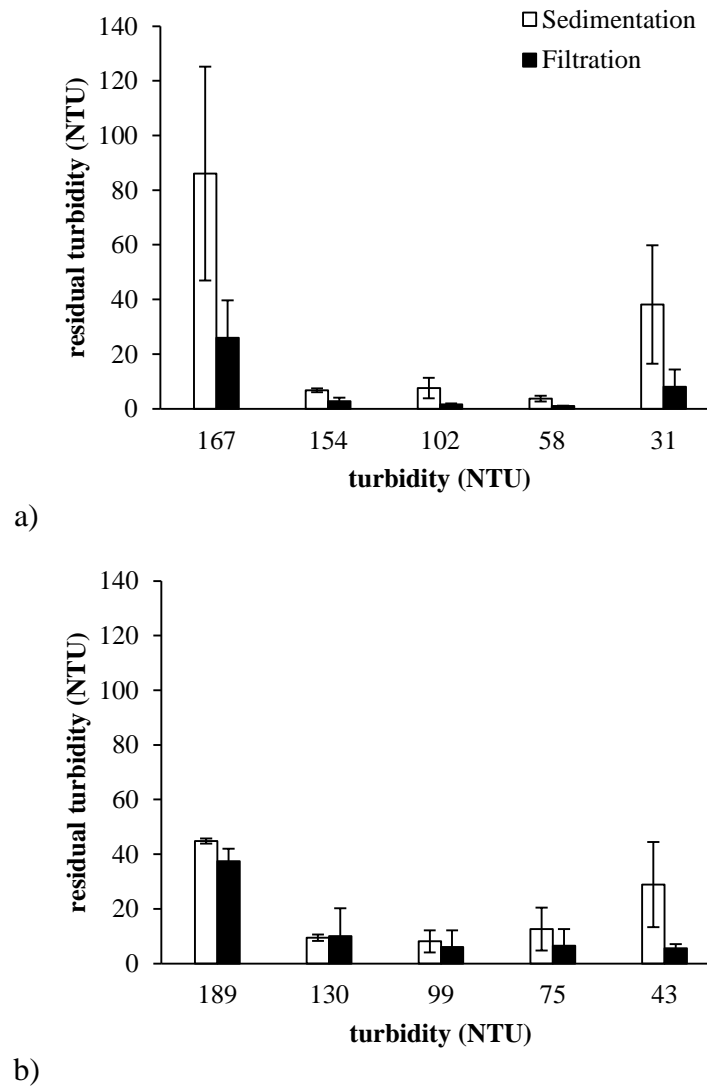 Sedimentation
Filtration
residual turbidity (NTU)
140
120
100
80
60
40
20
0
167 154 102 58 31
turbidity (NTU)
a)
residual turbidity (NTU)
140
120
100
80
60
40
20
0
189 130 99 75 43
turbidity (NTU)
b)